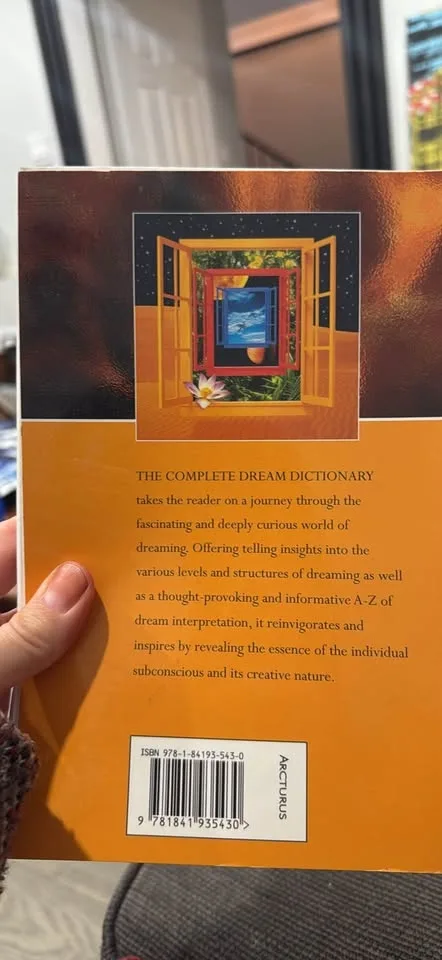 THE COMPLETE DREAM DICTIONARY
takes the reader on a journey through the
fascinating and deeply curious world of
dreaming. Offering telling insights into the
various levels and structures of dreaming as well
as a thought-provoking and informative A-Z of
dream interpretation, it reinvigorates and
inspires by revealing the essence of the individual
subconscious and its creative nature.
ISBN 978-1-84193-543-0
ARCTURUS
9 781841 935430 >